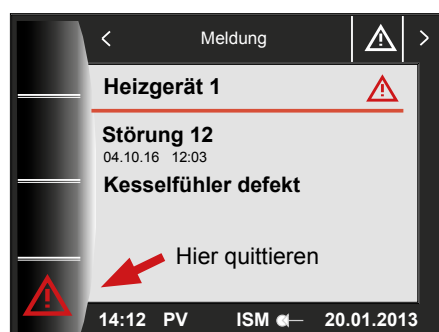 Meldung
Heizgerät 1
Störung 12
04.10.16 12:03
Kesselfühler defekt
Hier quittieren
14:12 PV ISM 20.01.2013